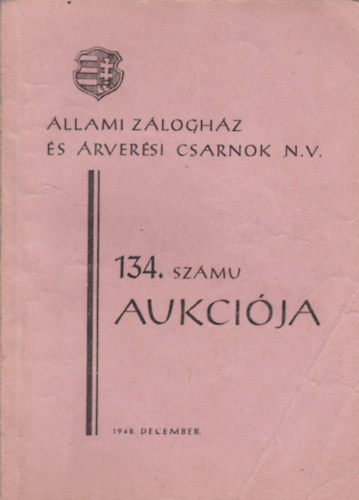 ÁLLAMI ZÁLOGHÁZ
ÉS ÁRVERÉSI CSARNOK N.V.
134. SZÁMU
AUKCIÓJA
1948. DECEMBER